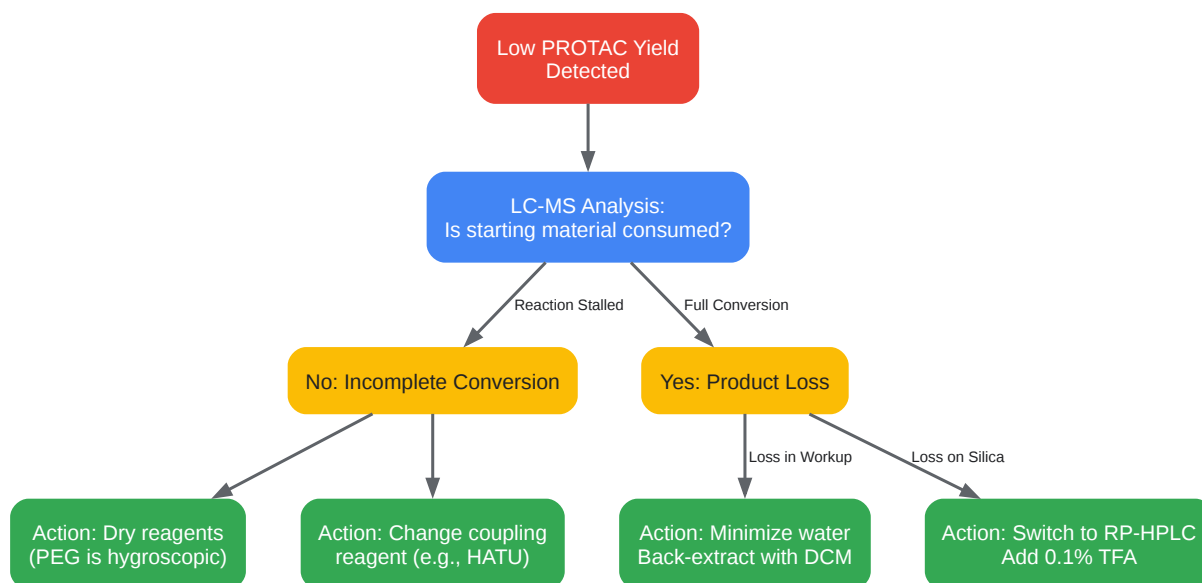 Low PROTAC Yield
Detected
LC-MS Analysis:
Is starting material consumed?
Reaction Stalled
Full Conversion
No: Incomplete Conversion
Yes: Product Loss
Loss in Workup
Loss on Silica
Action: Dry reagents
(PEG is hygroscopic)
Action: Change coupling
reagent (e.g., HATU)
Action: Minimize water
Back-extract with DCM
Action: Switch to RP-HPLC
Add 0.1% TFA